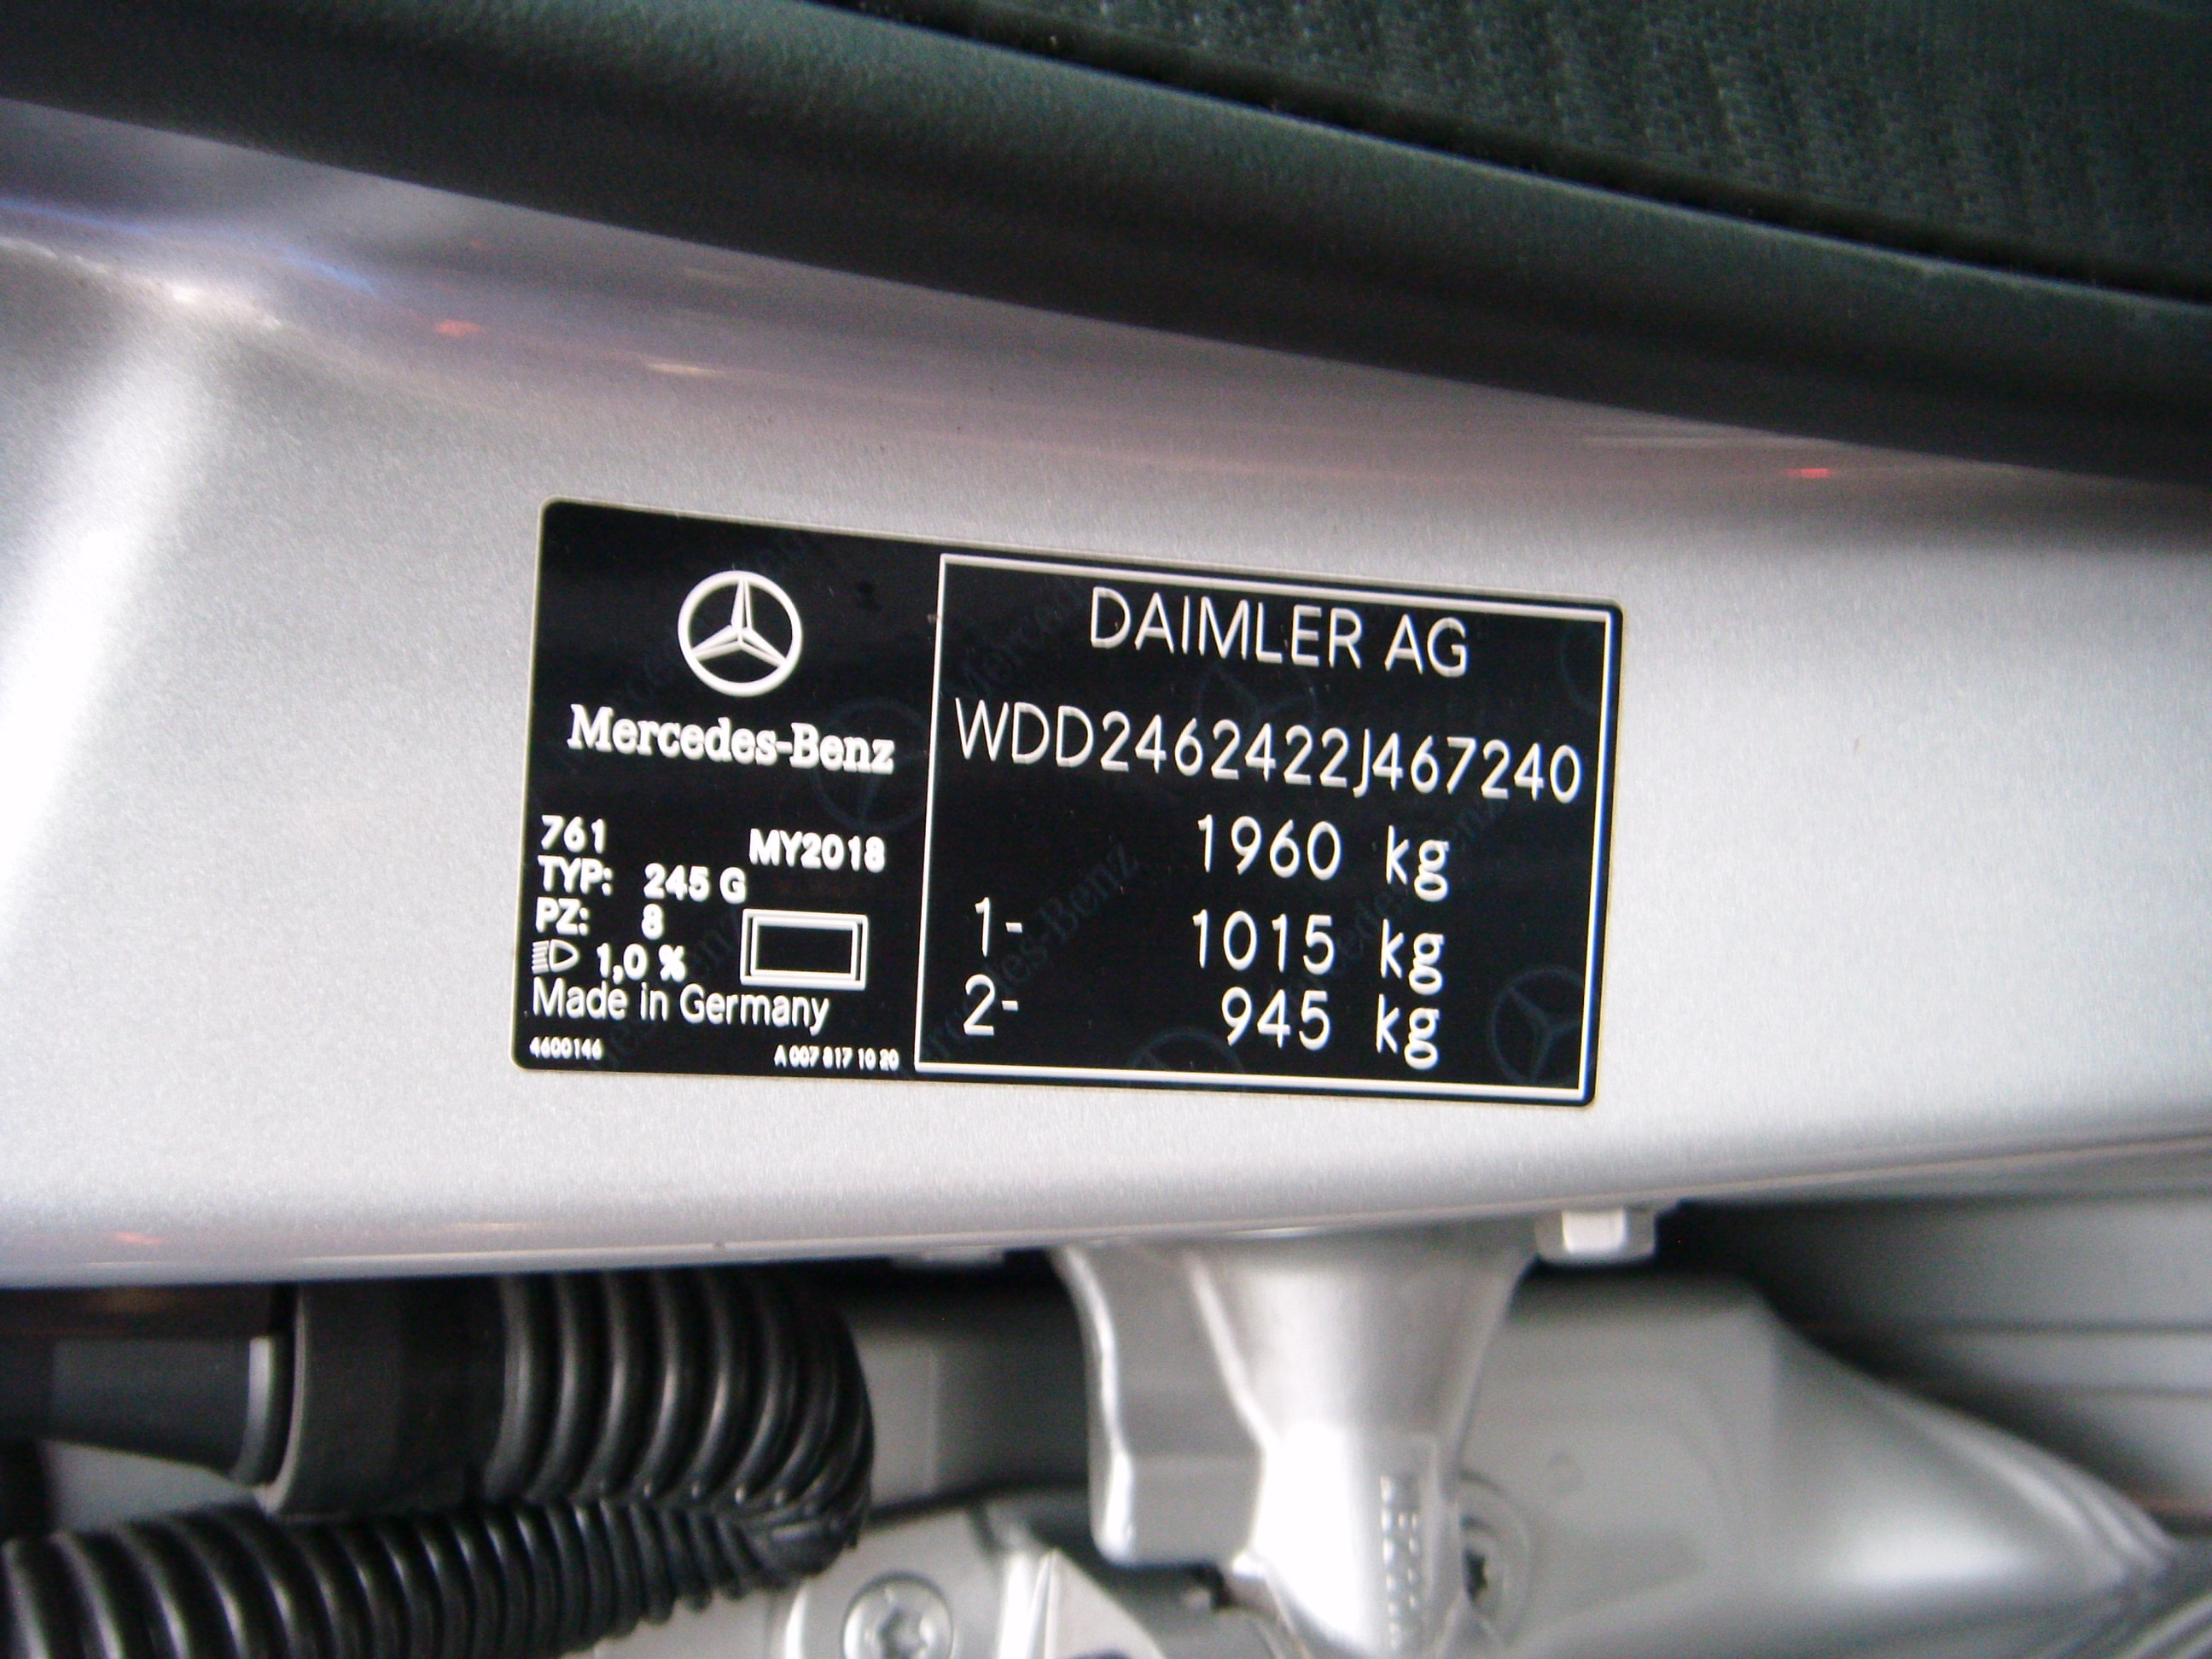 Mercedes-Benz
761 MY2018
TYP: 245 G
PZ: 8
1,0 %
Made in Germany
4600146 A 007 817 10 20
DAIMLER AG
WDD2462422J467240
1960 kg
1- 1015 kg
2- 945 kg